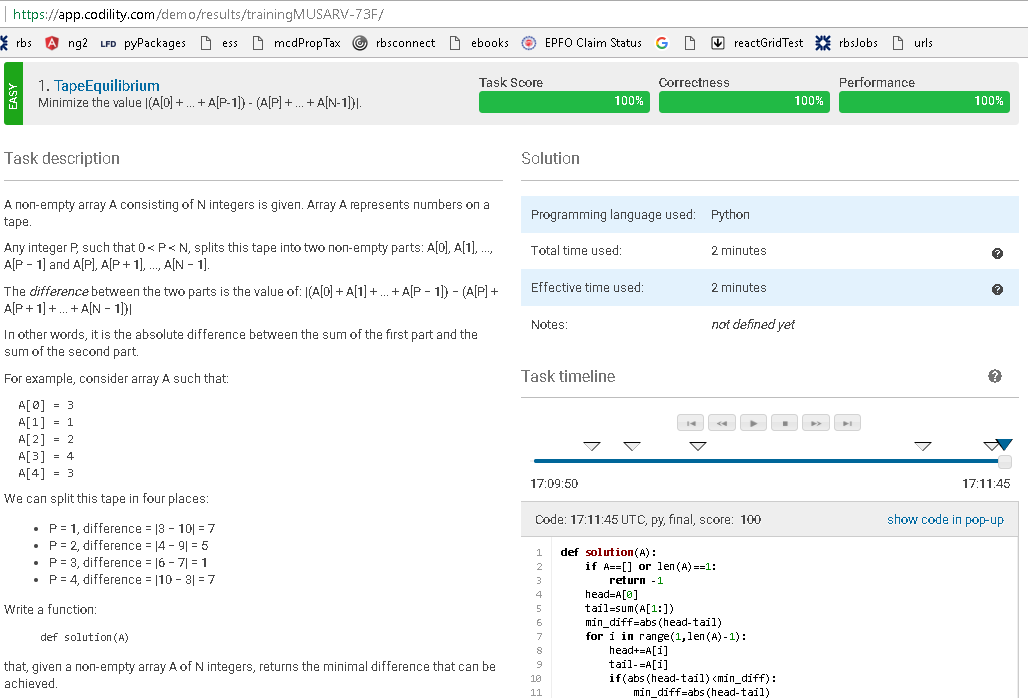 https://app.codility.com/demo/results/trainingMUSARV-73F/
rbs ng2 LFD pyPackages ess mcdPropTax rbsconnect ebooks EPFO Claim Status reactGridTest rbsJobs urls
EASY
1. TapeEquilibrium
Minimize the value |(A[0] + ... + A[P-1]) - (A[P] + ... + A[N-1])|.
Task Score
100%
Correctness
100%
Performance
100%
Task description
A non-empty array A consisting of N integers is given. Array A represents numbers on a
tape.
Any integer P, such that 0 < P < N, splits this tape into two non-empty parts: A[0], A[1], ...,
A[P − 1] and A[P], A[P + 1], ..., A[N − 1].
The difference between the two parts is the value of: |(A[0] + A[1] + ... + A[P − 1]) − (A[P] +
A[P + 1] + ... + A[N − 1])|
In other words, it is the absolute difference between the sum of the first part and the
sum of the second part.
For example, consider array A such that:
A[0] = 3
A[1] = 1
A[2] = 2
A[3] = 4
A[4] = 3
We can split this tape in four places:
• P = 1, difference = |3 − 10| = 7
• P = 2, difference = |4 − 9| = 5
• P = 3, difference = |6 − 7| = 1
• P = 4, difference = |10 − 3| = 7
Write a function:
def solution(A)
that, given a non-empty array A of N integers, returns the minimal difference that can be
achieved.
Solution
Programming language used: Python
Total time used: 2 minutes ?
Effective time used: 2 minutes ?
Notes: not defined yet
Task timeline ?
17:09:50 17:11:45
Code: 17:11:45 UTC, py, final, score: 100 show code in pop-up
1 def solution(A):
2 if A==[] or len(A)==1:
3 return -1
4 head=A[0]
5 tail=sum(A[1:])
6 min_diff=abs(head-tail)
7 for i in range(1,len(A)-1):
8 head+=A[i]
9 tail-=A[i]
10 if(abs(head-tail)<min_diff):
11 min_diff=abs(head-tail)